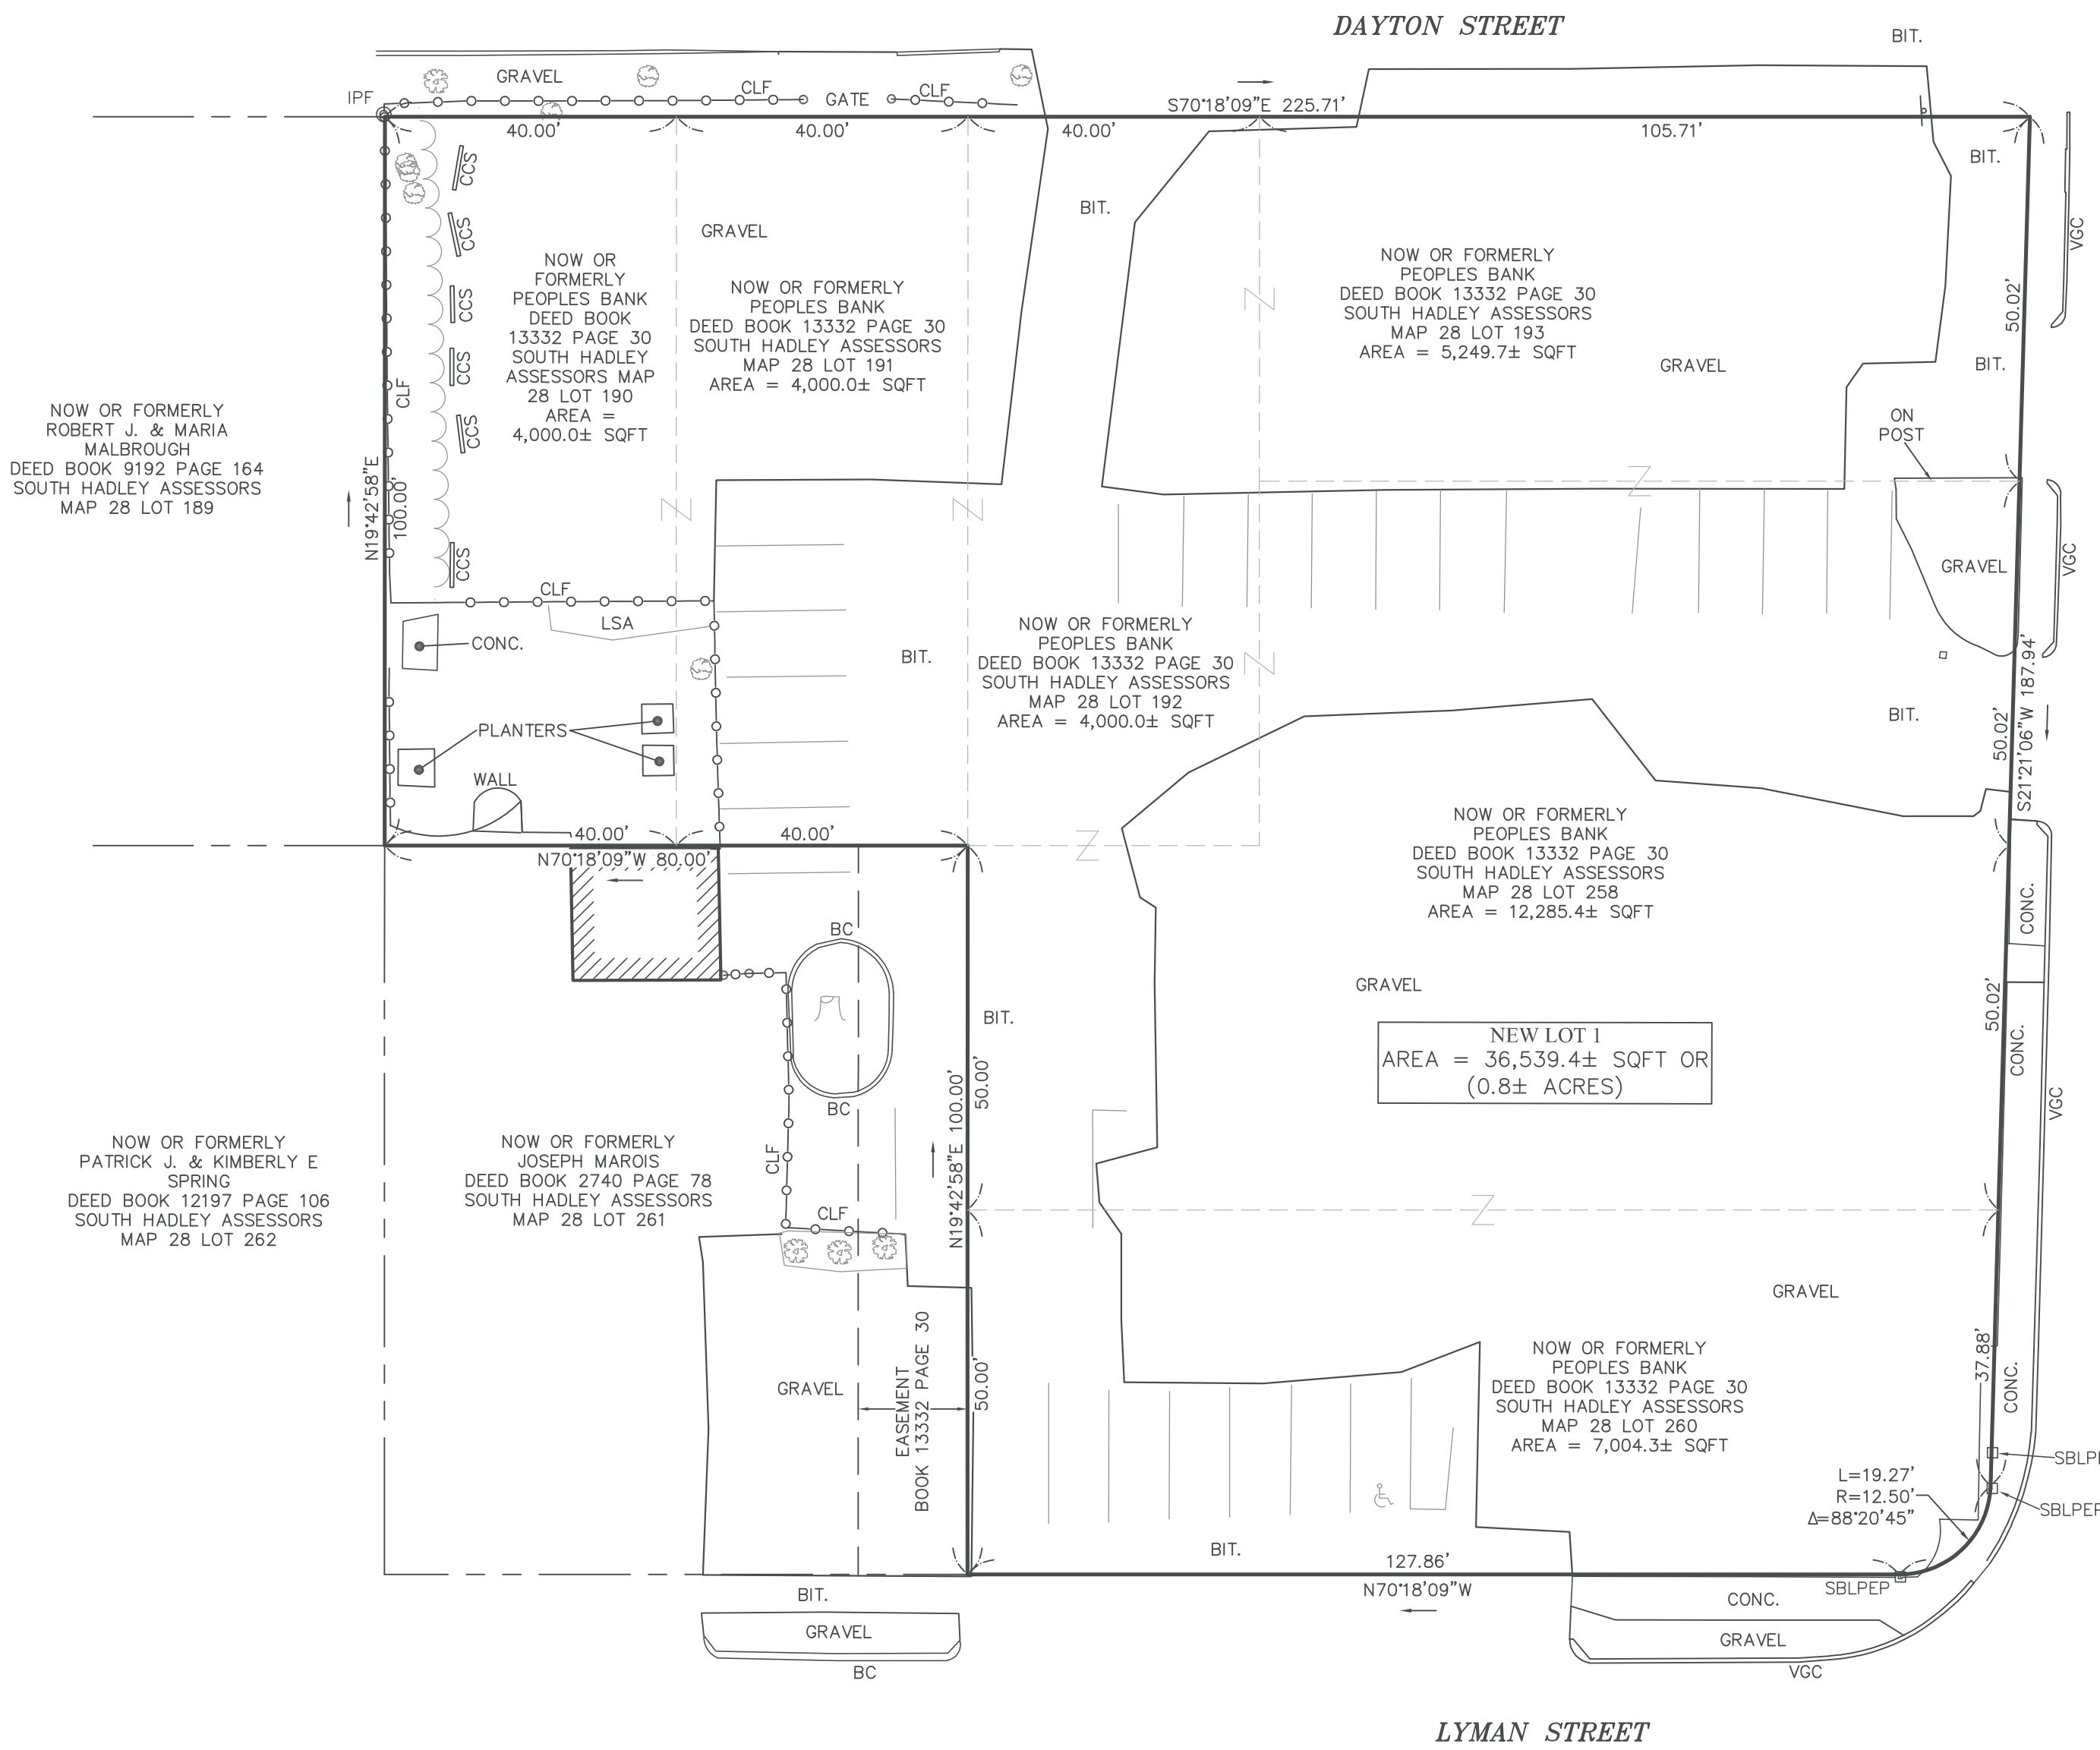 DAYTON STREET
BIT.
GRAVEL
CLF
GATE
CLF
IPF
S70°18'09"E 225.71'
40.00'
40.00'
40.00'
105.71'
BIT.
CCS
CCS
CCS
CCS
CCS
CCS
GRAVEL
BIT.
VGC
NOW OR
FORMERLY
PEOPLES BANK
DEED BOOK
13332 PAGE 30
SOUTH HADLEY
ASSESSORS MAP
28 LOT 190
AREA =
4,000.0± SQFT
NOW OR FORMERLY
PEOPLES BANK
DEED BOOK 13332 PAGE 30
SOUTH HADLEY ASSESSORS
MAP 28 LOT 191
AREA = 4,000.0± SQFT
NOW OR FORMERLY
PEOPLES BANK
DEED BOOK 13332 PAGE 30
SOUTH HADLEY ASSESSORS
MAP 28 LOT 193
AREA = 5,249.7± SQFT
GRAVEL
50.02'
BIT.
ON
POST
CLF
NOW OR FORMERLY
ROBERT J. & MARIA
MALBROUGH
DEED BOOK 9192 PAGE 164
SOUTH HADLEY ASSESSORS
MAP 28 LOT 189
N19°42'58"E
100.00'
Z
Z
Z
Z
GRAVEL
VGC
CLF
LSA
CONC.
BIT.
NOW OR FORMERLY
PEOPLES BANK
DEED BOOK 13332 PAGE 30
SOUTH HADLEY ASSESSORS
MAP 28 LOT 192
AREA = 4,000.0± SQFT
Z
BIT.
50.02'
S21°21'06"W 187.94'
PLANTERS
WALL
40.00'
40.00'
N70°18'09"W 80.00'
Z
NOW OR FORMERLY
PEOPLES BANK
DEED BOOK 13332 PAGE 30
SOUTH HADLEY ASSESSORS
MAP 28 LOT 258
AREA = 12,285.4± SQFT
CONC.
BC
GRAVEL
BIT.
50.02'
CONC.
NEW LOT 1
AREA = 36,539.4± SQFT OR
(0.8± ACRES)
BC
50.00'
VGC
N19°42'58"E 100.00'
CLF
CLF
NOW OR FORMERLY
PATRICK J. & KIMBERLY E
SPRING
DEED BOOK 12197 PAGE 106
SOUTH HADLEY ASSESSORS
MAP 28 LOT 262
NOW OR FORMERLY
JOSEPH MAROIS
DEED BOOK 2740 PAGE 78
SOUTH HADLEY ASSESSORS
MAP 28 LOT 261
Z
GRAVEL
GRAVEL
EASEMENT
BOOK 13332 PAGE 30
50.00'
NOW OR FORMERLY
PEOPLES BANK
DEED BOOK 13332 PAGE 30
SOUTH HADLEY ASSESSORS
MAP 28 LOT 260
AREA = 7,004.3± SQFT
37.88'
CONC.
SBLPE
SBLPEP
L=19.27'
R=12.50'
Δ=88°20'45"
BIT.
127.86'
N70°18'09"W
SBLPEP
BIT.
CONC.
GRAVEL
GRAVEL
BC
VGC
LYMAN STREET